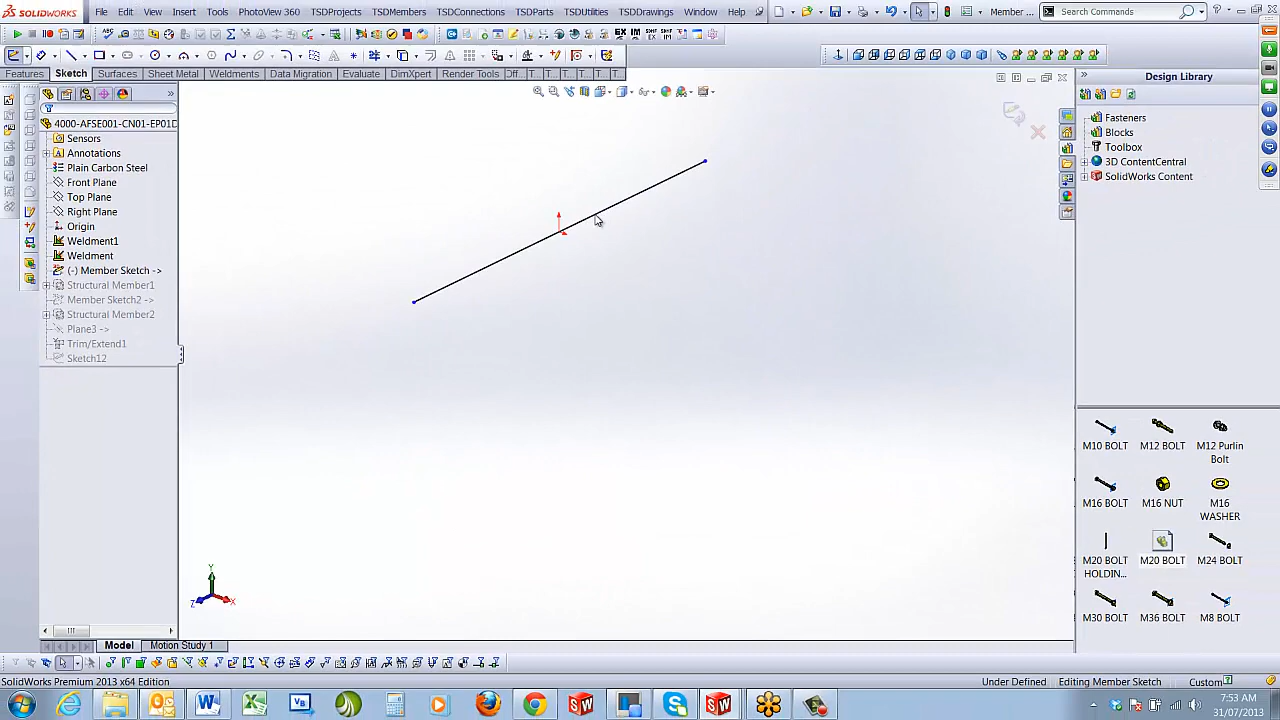 SOLIDWORKS File Edit View Insert Tools PhotoView 360 TSDProjects TSDMembers TSDConnections TSDParts TSDUtilities TSDDrawings Window Help Member ... Search Commands
Features Sketch Surfaces Sheet Metal Weldments Data Migration Evaluate DimXpert Render Tools Off... T... T... T... T... T... T...
Design Library
4000-AFSE001-CN01-EP01D
Sensors
Annotations
Plain Carbon Steel
Front Plane
Top Plane
Right Plane
Origin
Weldment1
Weldment
(-) Member Sketch ->
Structural Member1
Member Sketch2 ->
Structural Member2
Plane3 ->
Trim/Extend1
Sketch12
Fasteners
Blocks
Toolbox
3D ContentCentral
SolidWorks Content
M10 BOLT M12 BOLT M12 Purlin Bolt
M16 BOLT M16 NUT M16 WASHER
M20 BOLT HOLDIN... M20 BOLT M24 BOLT
M30 BOLT M36 BOLT M8 BOLT
Y
Z X
Model Motion Study 1
SolidWorks Premium 2013 x64 Edition Under Defined Editing Member Sketch Custom
7:53 AM
31/07/2013